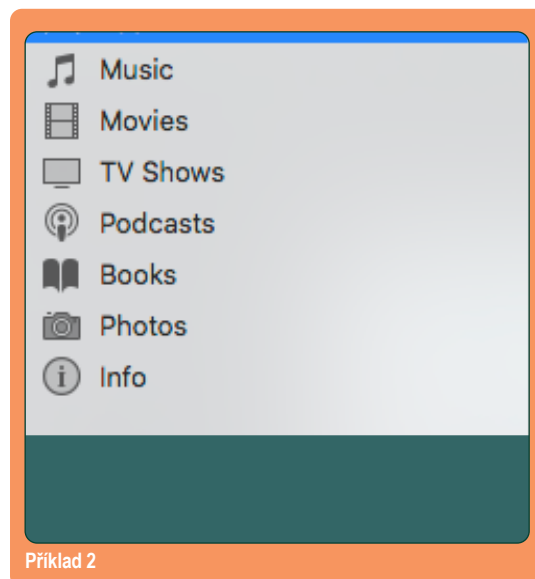 Music
Movies
TV Shows
Podcasts
Books
Photos
Info
Příklad 2